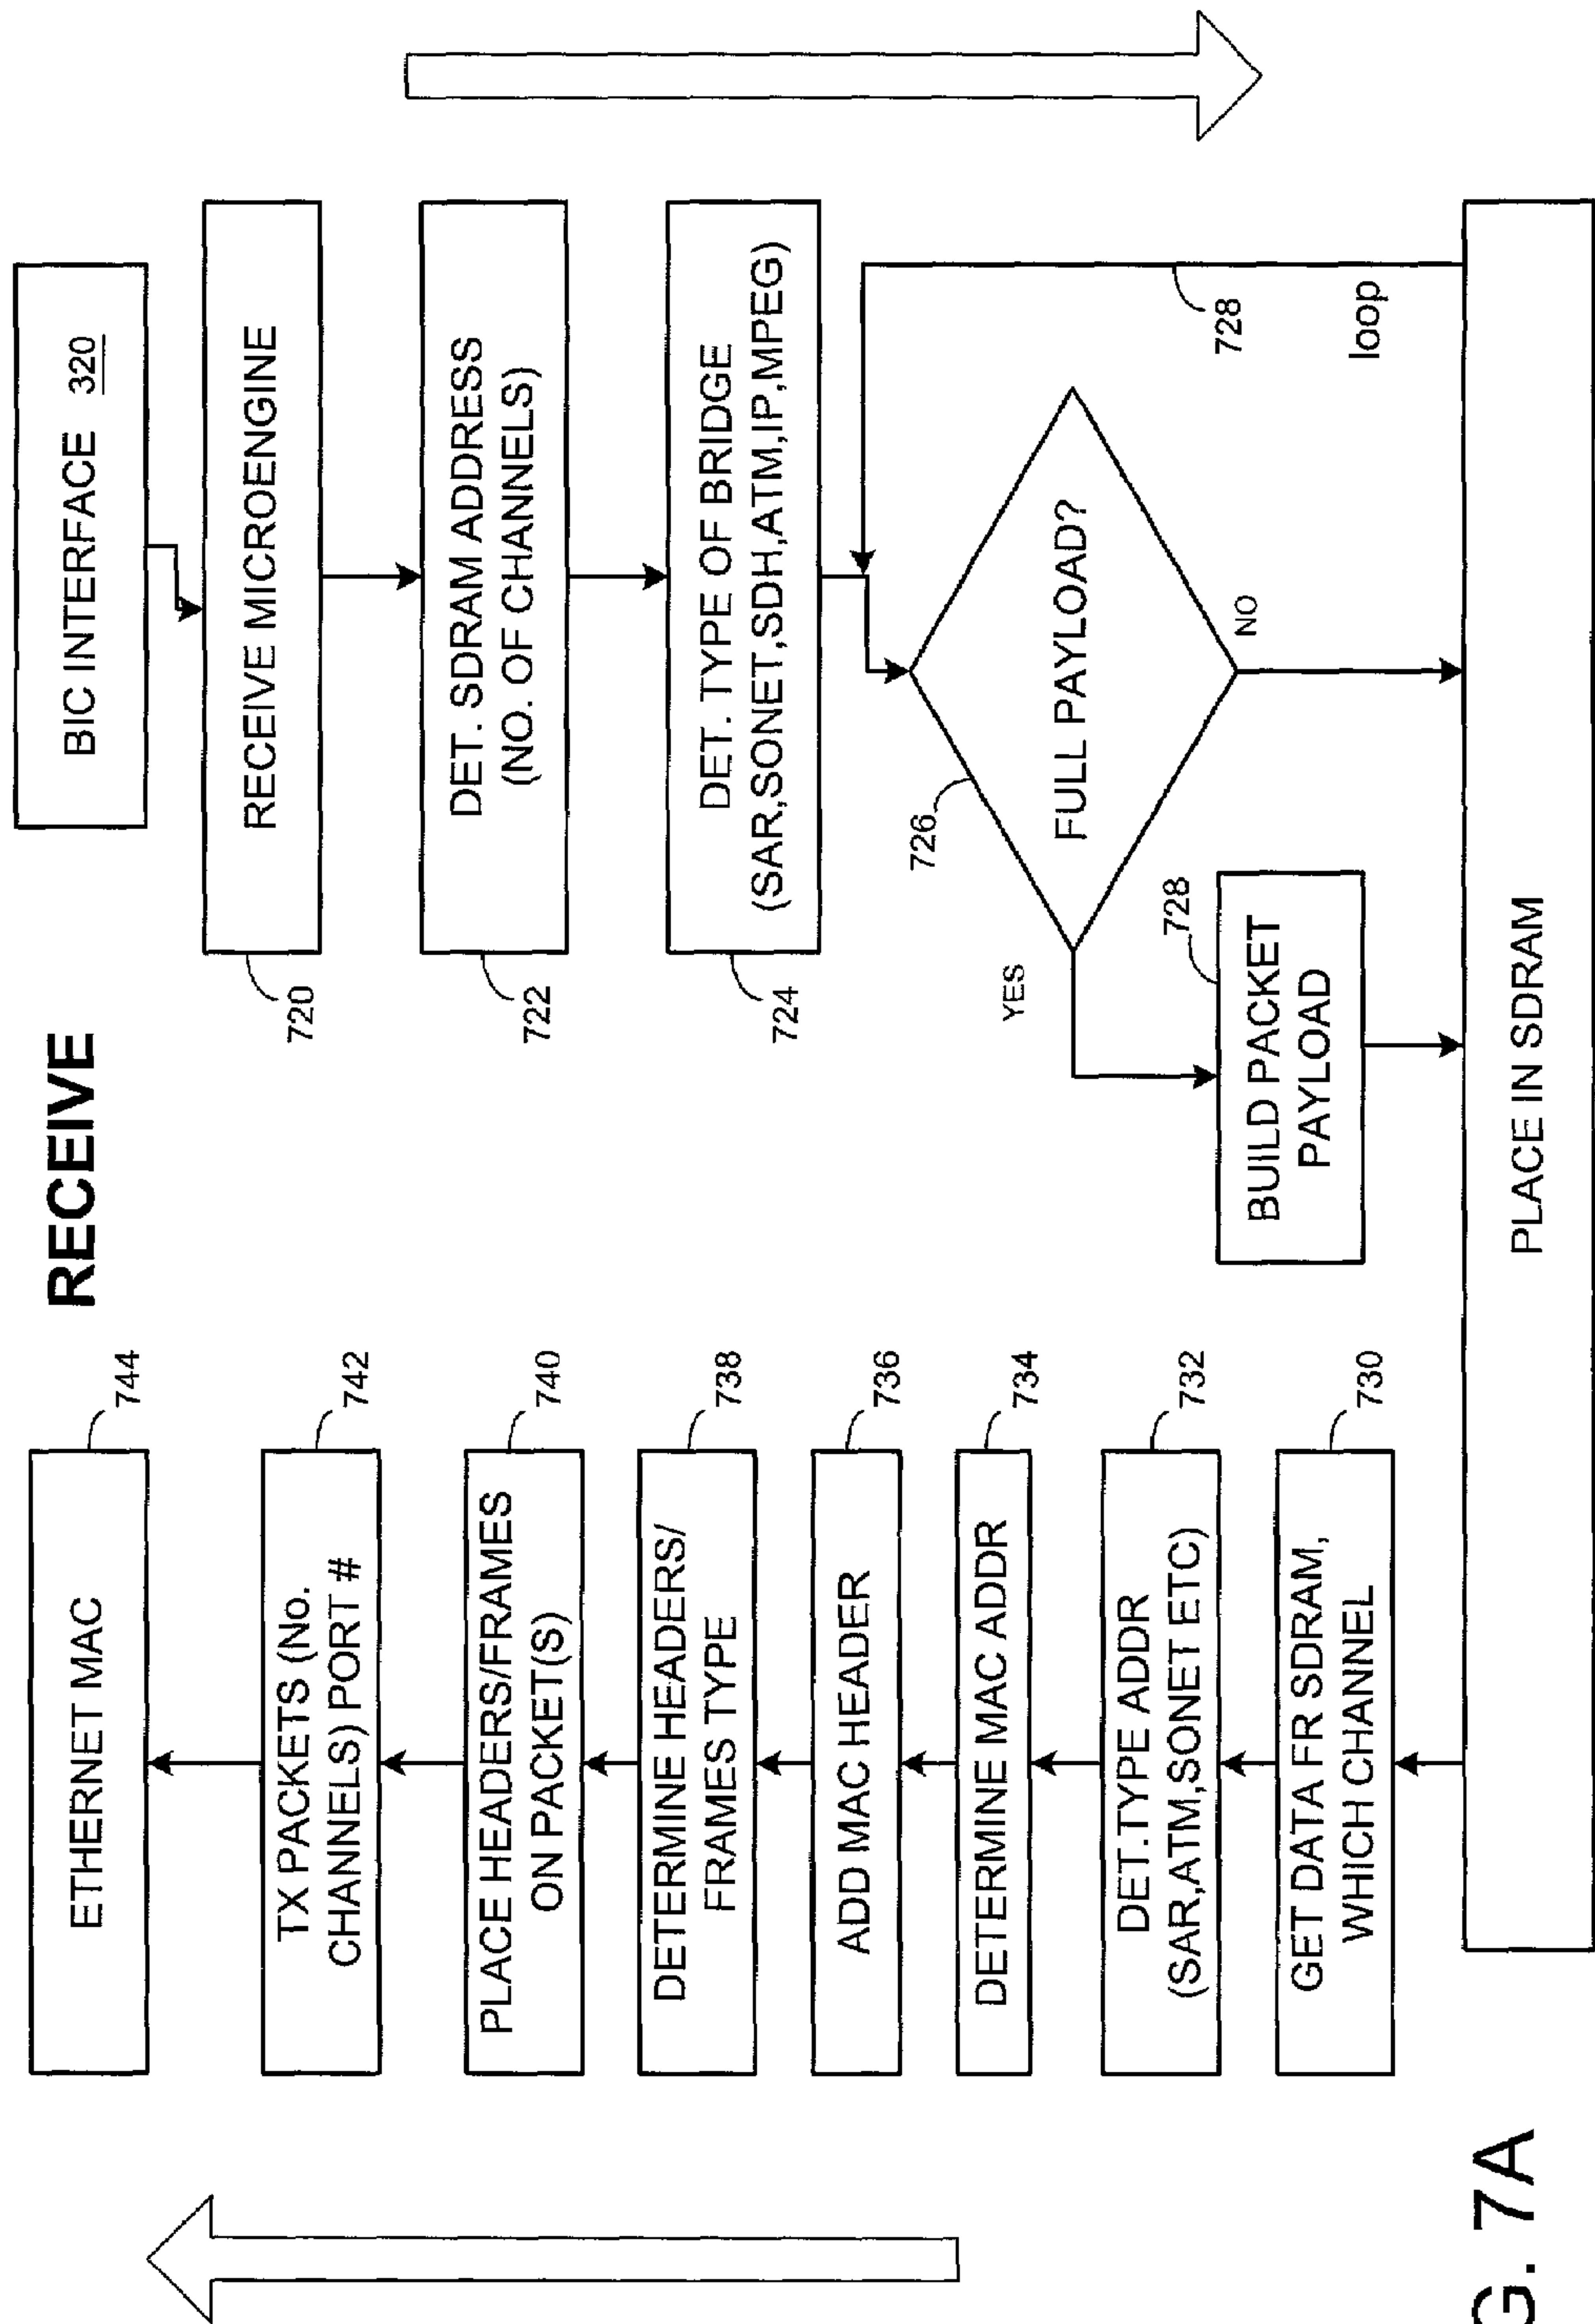 RECEIVE
BIC INTERFACE 320
RECEIVE MICROENGINE
720
DET. SDRAM ADDRESS
(NO. OF CHANNELS)
722
DET. TYPE OF BRIDGE
(SAR,SONET,SDH,ATM,IP,MPEG)
724
FULL PAYLOAD?
726
YES
NO
728
loop
BUILD PACKET
PAYLOAD
728
PLACE IN SDRAM
GET DATA FR SDRAM,
WHICH CHANNEL
730
DET.TYPE ADDR
(SAR,ATM,SONET ETC)
732
DETERMINE MAC ADDR
734
ADD MAC HEADER
736
DETERMINE HEADERS/
FRAMES TYPE
738
PLACE HEADERS/FRAMES
ON PACKET(S)
740
TX PACKETS (No.
CHANNELS) PORT #
742
ETHERNET MAC
744
G. 7A